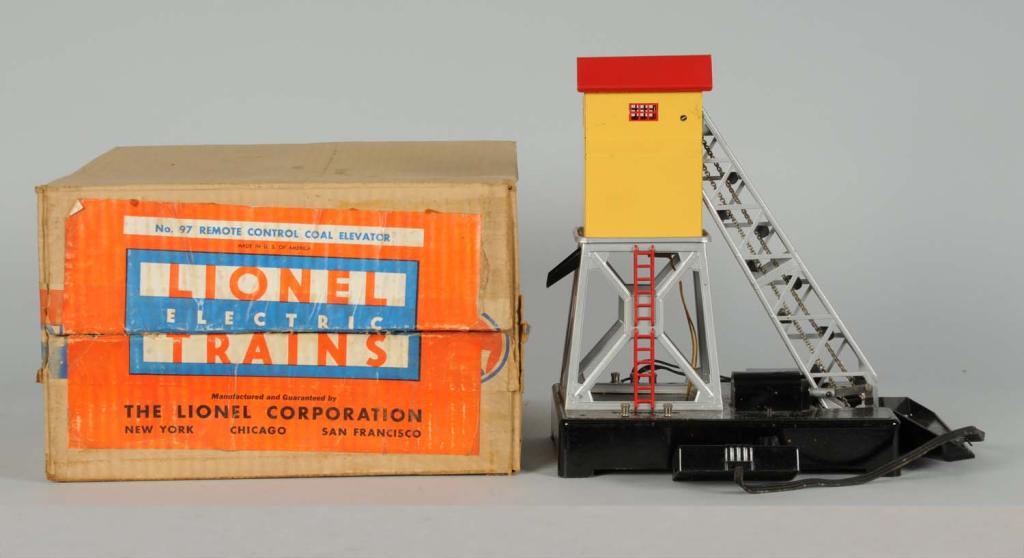 No. 97 REMOTE CONTROL COAL ELEVATOR
MADE IN U. S. OF AMERICA
LIONEL
ELECTRIC
TRAINS
Manufactured and Guaranteed by
THE LIONEL CORPORATION
NEW YORK CHICAGO SAN FRANCISCO